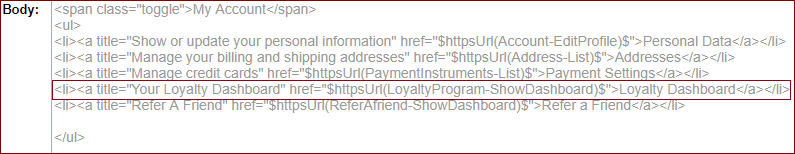 Body: <span class="toggle">My Account</span>
<ul>
<li><a title="Show or update your personal information" href="$httpsUrl(Account-EditProfile)$">Personal Data</a></li>
<li><a title="Manage your billing and shipping addresses" href="$httpsUrl(Address-List)$">Addresses</a></li>
<li><a title="Manage credit cards" href="$httpsUrl(PaymentInstruments-List)$">Payment Settings</a></li>
<li><a title="Your Loyalty Dashboard" href="$httpsUrl(LoyaltyProgram-ShowDashboard)$">Loyalty Dashboard</a></li>
<li><a title="Refer A Friend" href="$httpsUrl(ReferAfriend-ShowDashboard)$">Refer a Friend</a></li>
</ul>